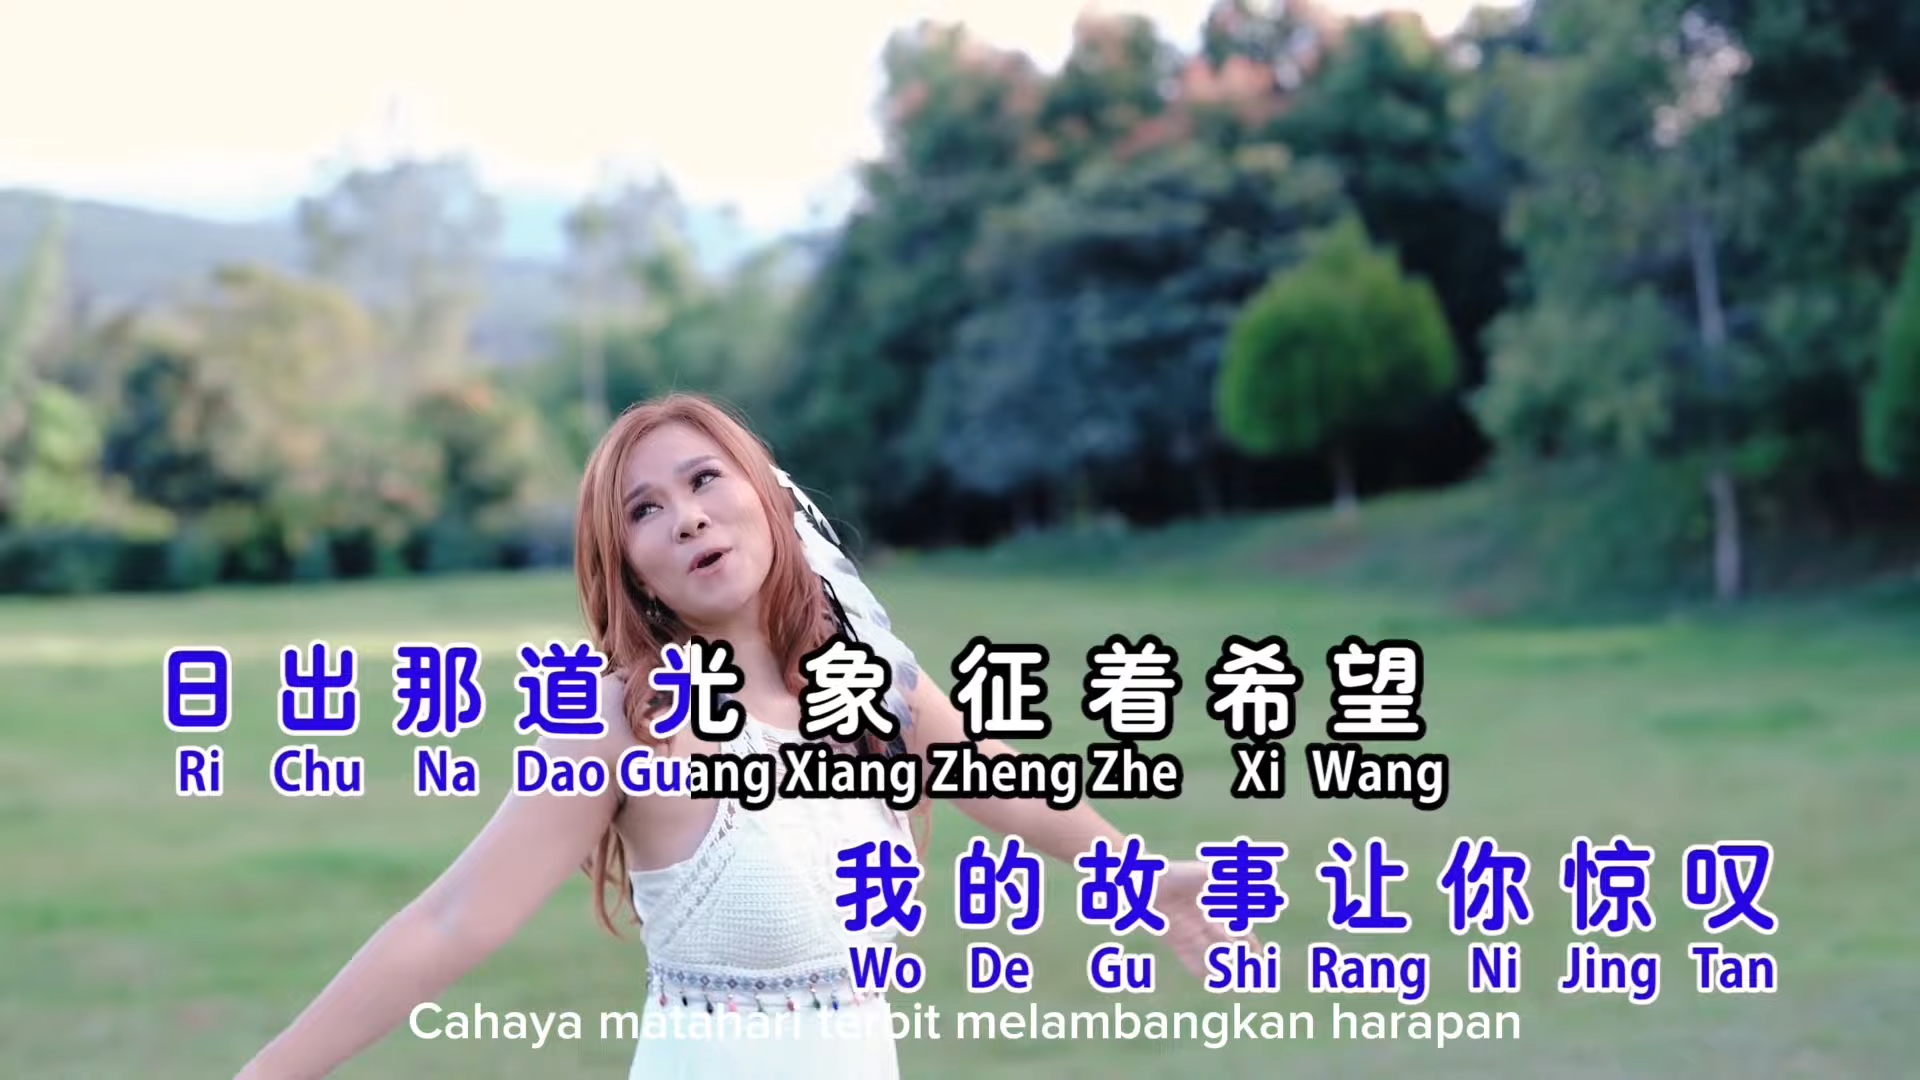 日出那道光 象征着希望
Ri Chu Na Dao Guang Xiang Zheng Zhe Xi Wang
我的故事让你惊叹
Wo De Gu Shi Rang Ni Jing Tan
Cahaya matahari terbit melambangkan harapan